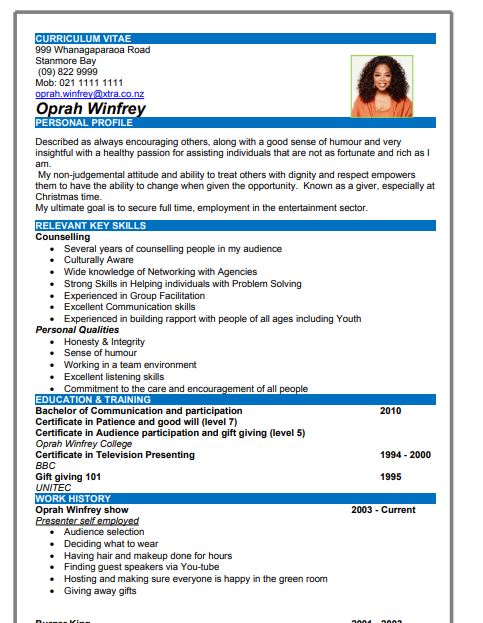 CURRICULUM VITAE
999 Whanagaparaoa Road
Stanmore Bay
(09) 822 9999
Mob: 021 1111 1111
oprah.winfrey@xtra.co.nz
Oprah Winfrey
PERSONAL PROFILE
Described as always encouraging others, along with a good sense of humour and very
insightful with a healthy passion for assisting individuals that are not as fortunate and rich as I
am.
My non-judgemental attitude and ability to treat others with dignity and respect empowers
them to have the ability to change when given the opportunity. Known as a giver, especially at
Christmas time.
My ultimate goal is to secure full time, employment in the entertainment sector.
RELEVANT KEY SKILLS
Counselling
• Several years of counselling people in my audience
• Culturally Aware
• Wide knowledge of Networking with Agencies
• Strong Skills in Helping individuals with Problem Solving
• Experienced in Group Facilitation
• Excellent Communication skills
• Experienced in building rapport with people of all ages including Youth
Personal Qualities
• Honesty & Integrity
• Sense of humour
• Working in a team environment
• Excellent listening skills
• Commitment to the care and encouragement of all people
EDUCATION & TRAINING
Bachelor of Communication and participation 2010
Certificate in Patience and good will (level 7)
Certificate in Audience participation and gift giving (level 5)
Oprah Winfrey College
Certificate in Television Presenting 1994 - 2000
BBC
Gift giving 101 1995
UNITEC
WORK HISTORY
Oprah Winfrey show 2003 - Current
Presenter self employed
• Audience selection
• Deciding what to wear
• Having hair and makeup done for hours
• Finding guest speakers via You-tube
• Hosting and making sure everyone is happy in the green room
• Giving away gifts
Burger King 2001 - 2003